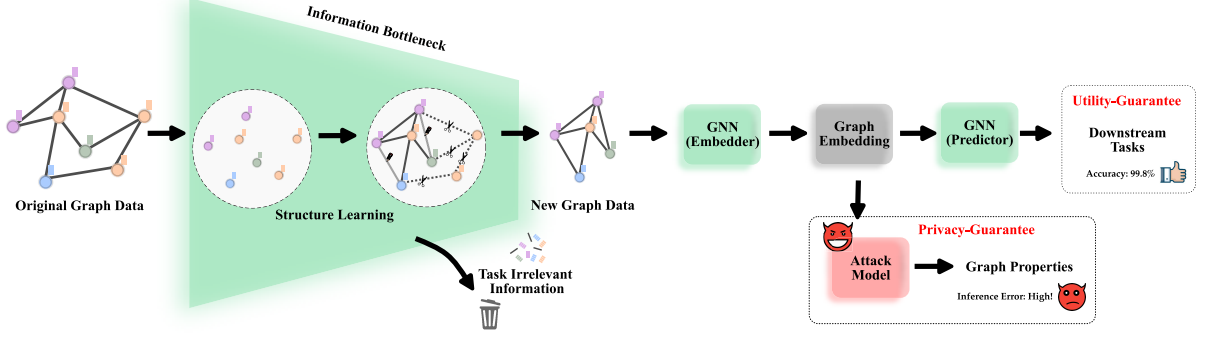 Information Bottleneck
Original Graph Data
Structure Learning
Task Irrelevant
Information
New Graph Data
GNN
(Embedder)
Graph
Embedding
GNN
(Predictor)
Utility-Guarantee
Downstream
Tasks
Accuracy: 99.8%
Privacy-Guarantee
Attack
Model
Graph Properties
Inference Error: High!